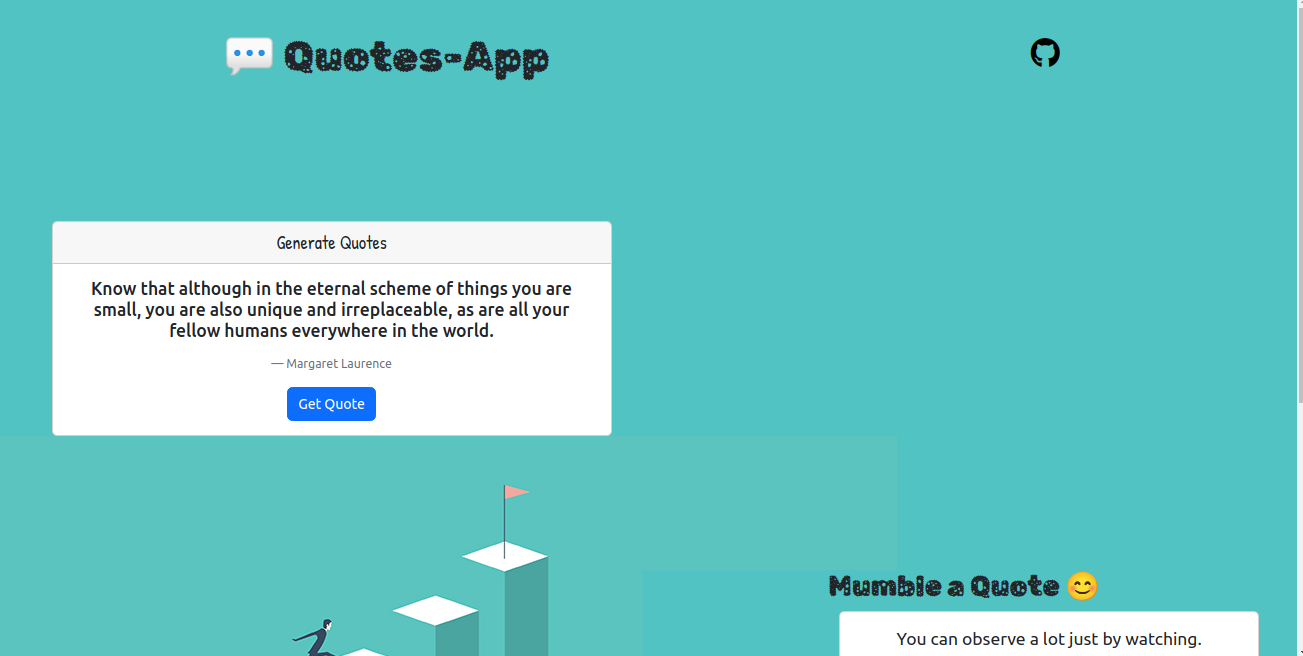 Quotes-App
Generate Quotes
Know that although in the eternal scheme of things you are
small, you are also unique and irreplaceable, as are all your
fellow humans everywhere in the world.
— Margaret Laurence
Get Quote
Mumble a Quote 😊
You can observe a lot just by watching.